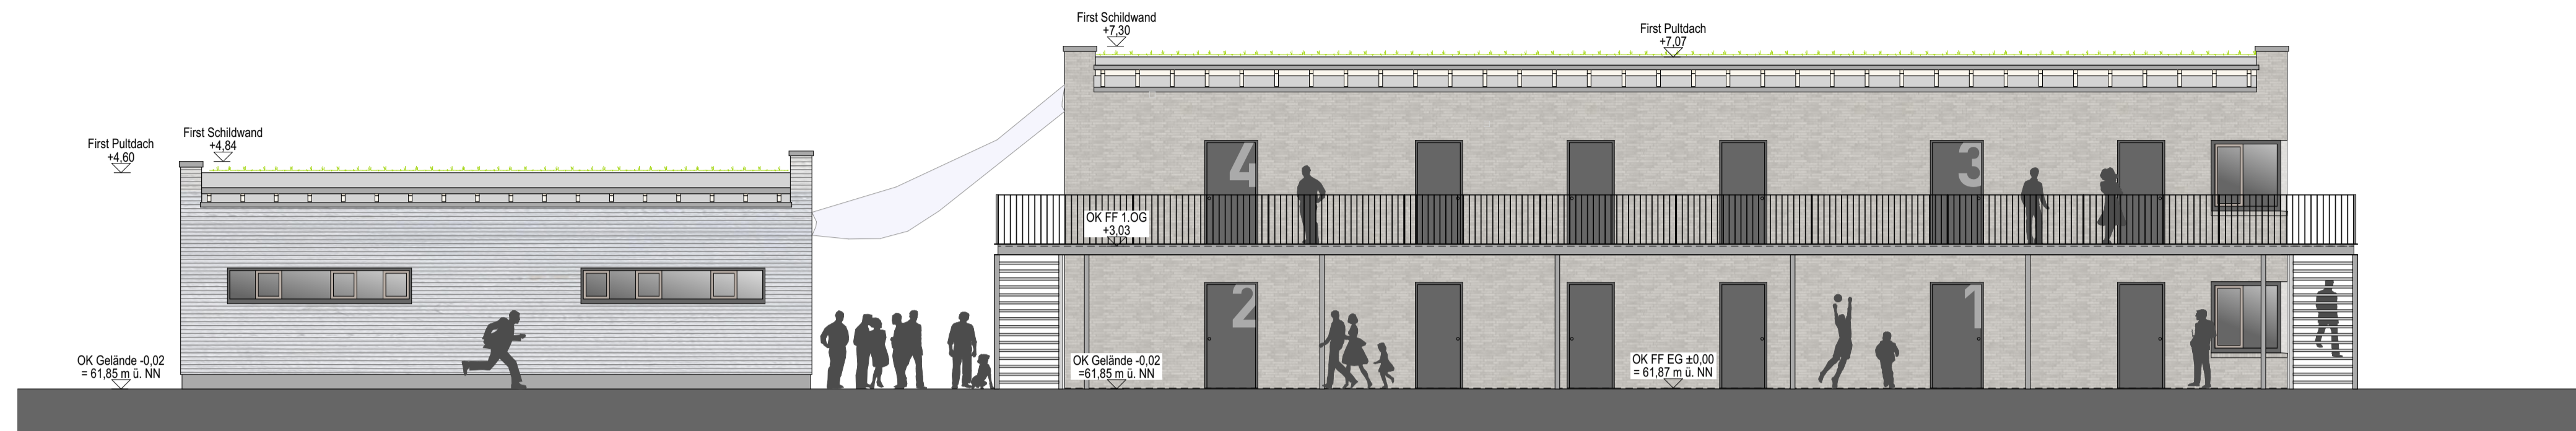 First Schildwand
+7,30
First Pultdach
+7,07
First Pultdach
+4,60
First Schildwand
+4,84
4
3
OK FF 1.OG
+3,03
2
1
OK Gelände -0,02
= 61,85 m ü. NN
OK Gelände -0,02
=61,85 m ü. NN
OK FF EG ±0,00
= 61,87 m ü. NN